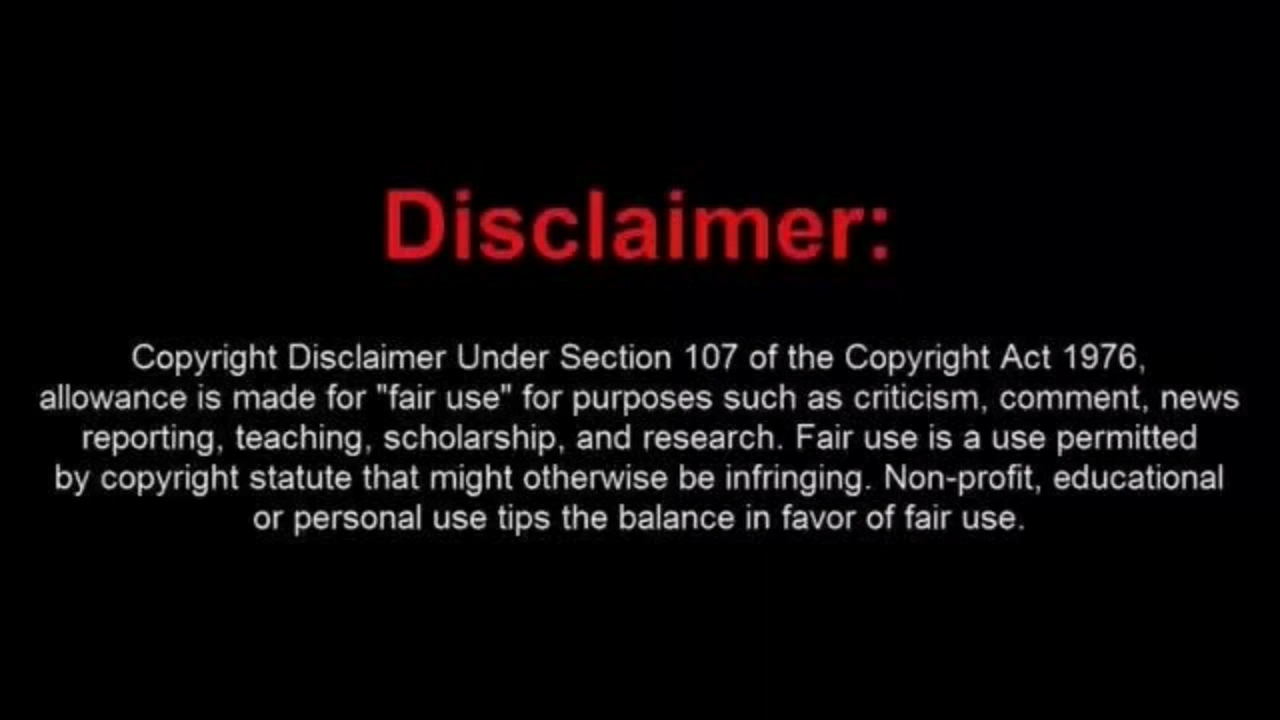 Disclaimer:
Copyright Disclaimer Under Section 107 of the Copyright Act 1976,
allowance is made for "fair use" for purposes such as criticism, comment, news
reporting, teaching, scholarship, and research. Fair use is a use permitted
by copyright statute that might otherwise be infringing. Non-profit, educational
or personal use tips the balance in favor of fair use.